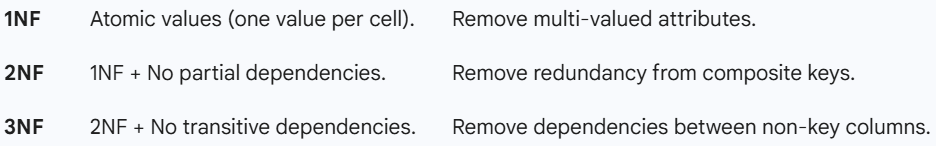 1NF Atomic values (one value per cell). Remove multi-valued attributes.
2NF 1NF + No partial dependencies. Remove redundancy from composite keys.
3NF 2NF + No transitive dependencies. Remove dependencies between non-key columns.